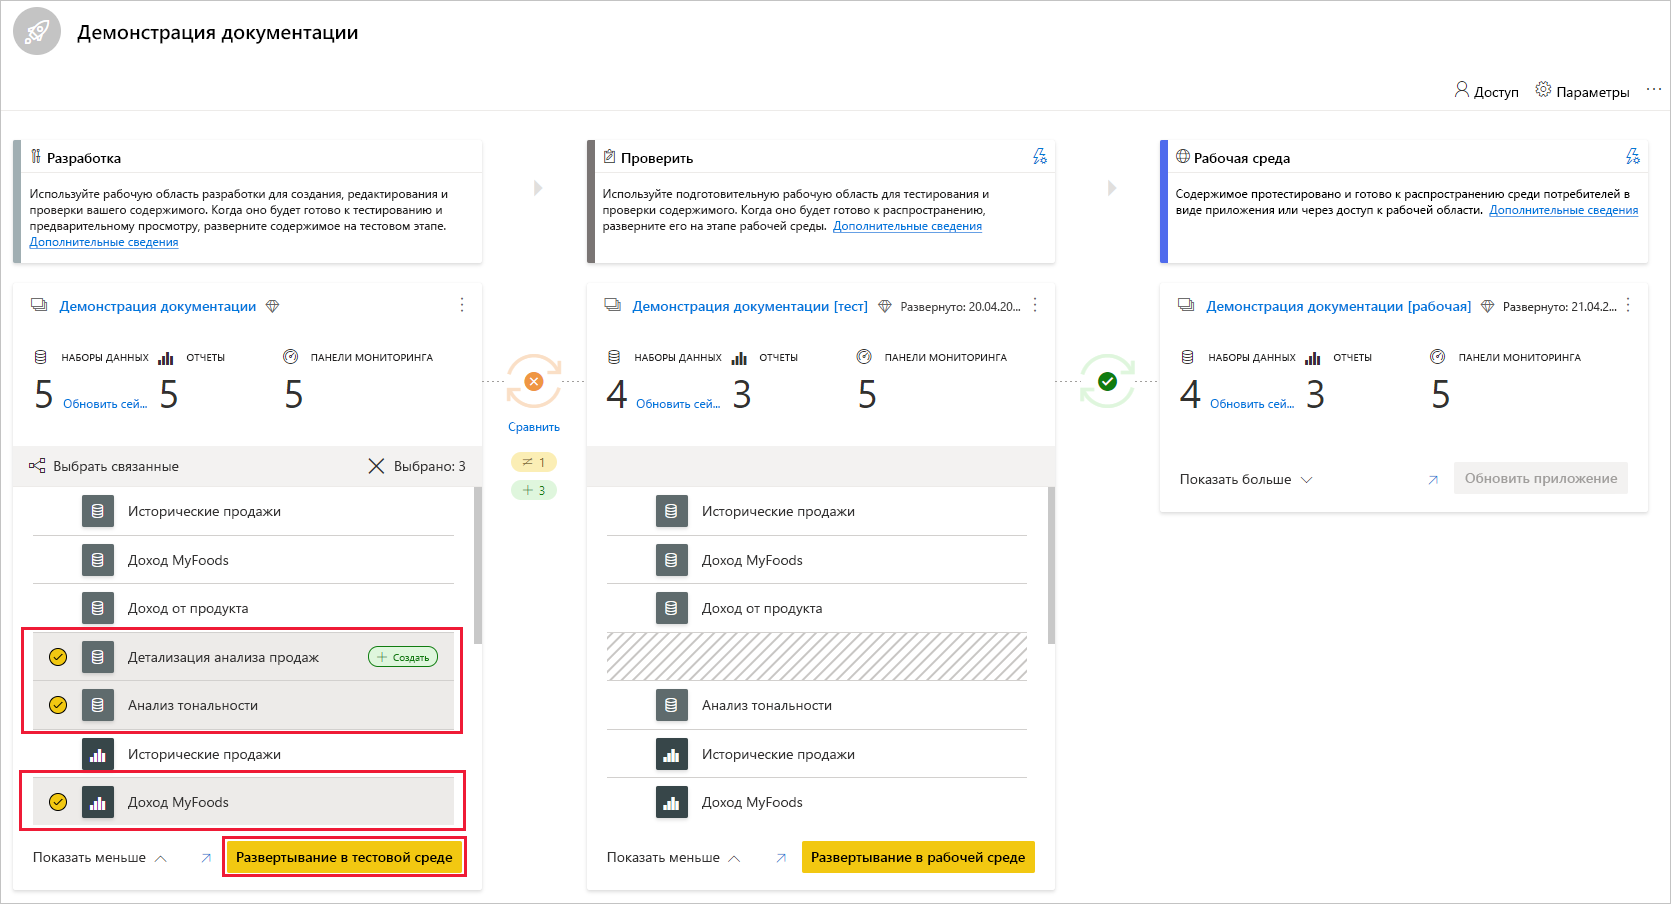 Демонстрация документации
Доступ
Параметры
Разработка
Используйте рабочую область разработки для создания, редактирования и
проверки вашего содержимого. Когда оно будет готово к тестированию и
предварительному просмотру, разверните содержимое на тестовом этапе.
Дополнительные сведения
Проверить
Используйте подготовительную рабочую область для тестирования и
проверки содержимого. Когда оно будет готово к распространению,
разверните его на этапе рабочей среды. Дополнительные сведения
Рабочая среда
Содержимое протестировано и готово к распространению среди потребителей в
виде приложения или через доступ к рабочей области. Дополнительные сведения
Демонстрация документации
НАБОРЫ ДАННЫХ
ОТЧЕТЫ
ПАНЕЛИ МОНИТОРИНГА
5 Обновить сей... 5 5
Выбрать связанные
Выбрано: 3
Исторические продажи
Доход MyFoods
Доход от продукта
Детализация анализа продаж
+ Создать
Анализ тональности
Исторические продажи
Доход MyFoods
Показать меньше
Развертывание в тестовой среде
Сравнить
≠ 1
+ 3
Демонстрация документации [тест] Развернуто: 20.04.20...
НАБОРЫ ДАННЫХ
ОТЧЕТЫ
ПАНЕЛИ МОНИТОРИНГА
4 Обновить сей... 3 5
Исторические продажи
Доход MyFoods
Доход от продукта
Анализ тональности
Исторические продажи
Доход MyFoods
Показать меньше
Развертывание в рабочей среде
Демонстрация документации [рабочая] Развернуто: 21.04.2...
НАБОРЫ ДАННЫХ
ОТЧЕТЫ
ПАНЕЛИ МОНИТОРИНГА
4 Обновить сей... 3 5
Показать больше
Обновить приложение